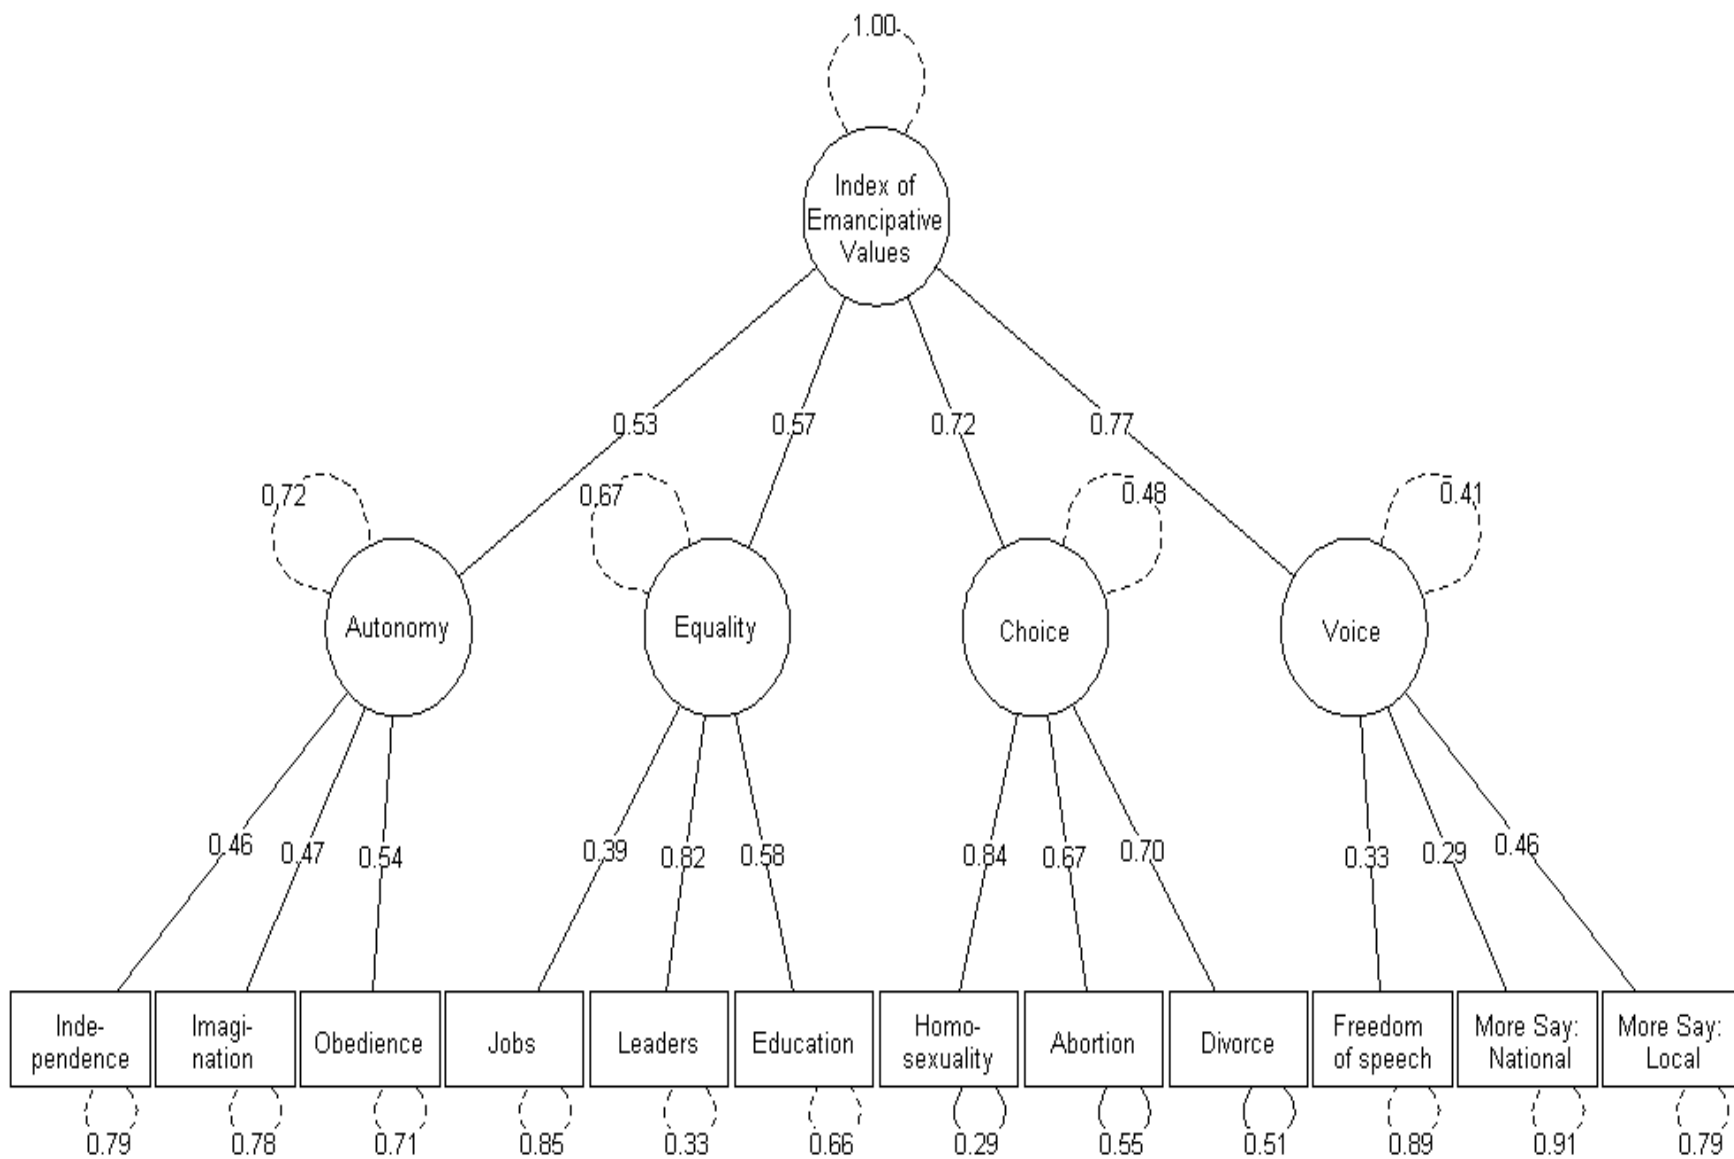 1.00
Index of
Emancipative
Values
0.53
0.57
0.72
0.77
0.72
0.67
0.48
0.41
Autonomy
Equality
Choice
Voice
0.46
0.47
0.54
0.39
0.82
0.58
0.84
0.67
0.70
0.33
0.29
0.46
Inde-
pendence
Imagi-
nation
Obedience
Jobs
Leaders
Education
Homo-
sexuality
Abortion
Divorce
Freedom
of speech
More Say:
National
More Say:
Local
0.79
0.78
0.71
0.85
0.33
0.66
0.29
0.55
0.51
0.89
0.91
0.79